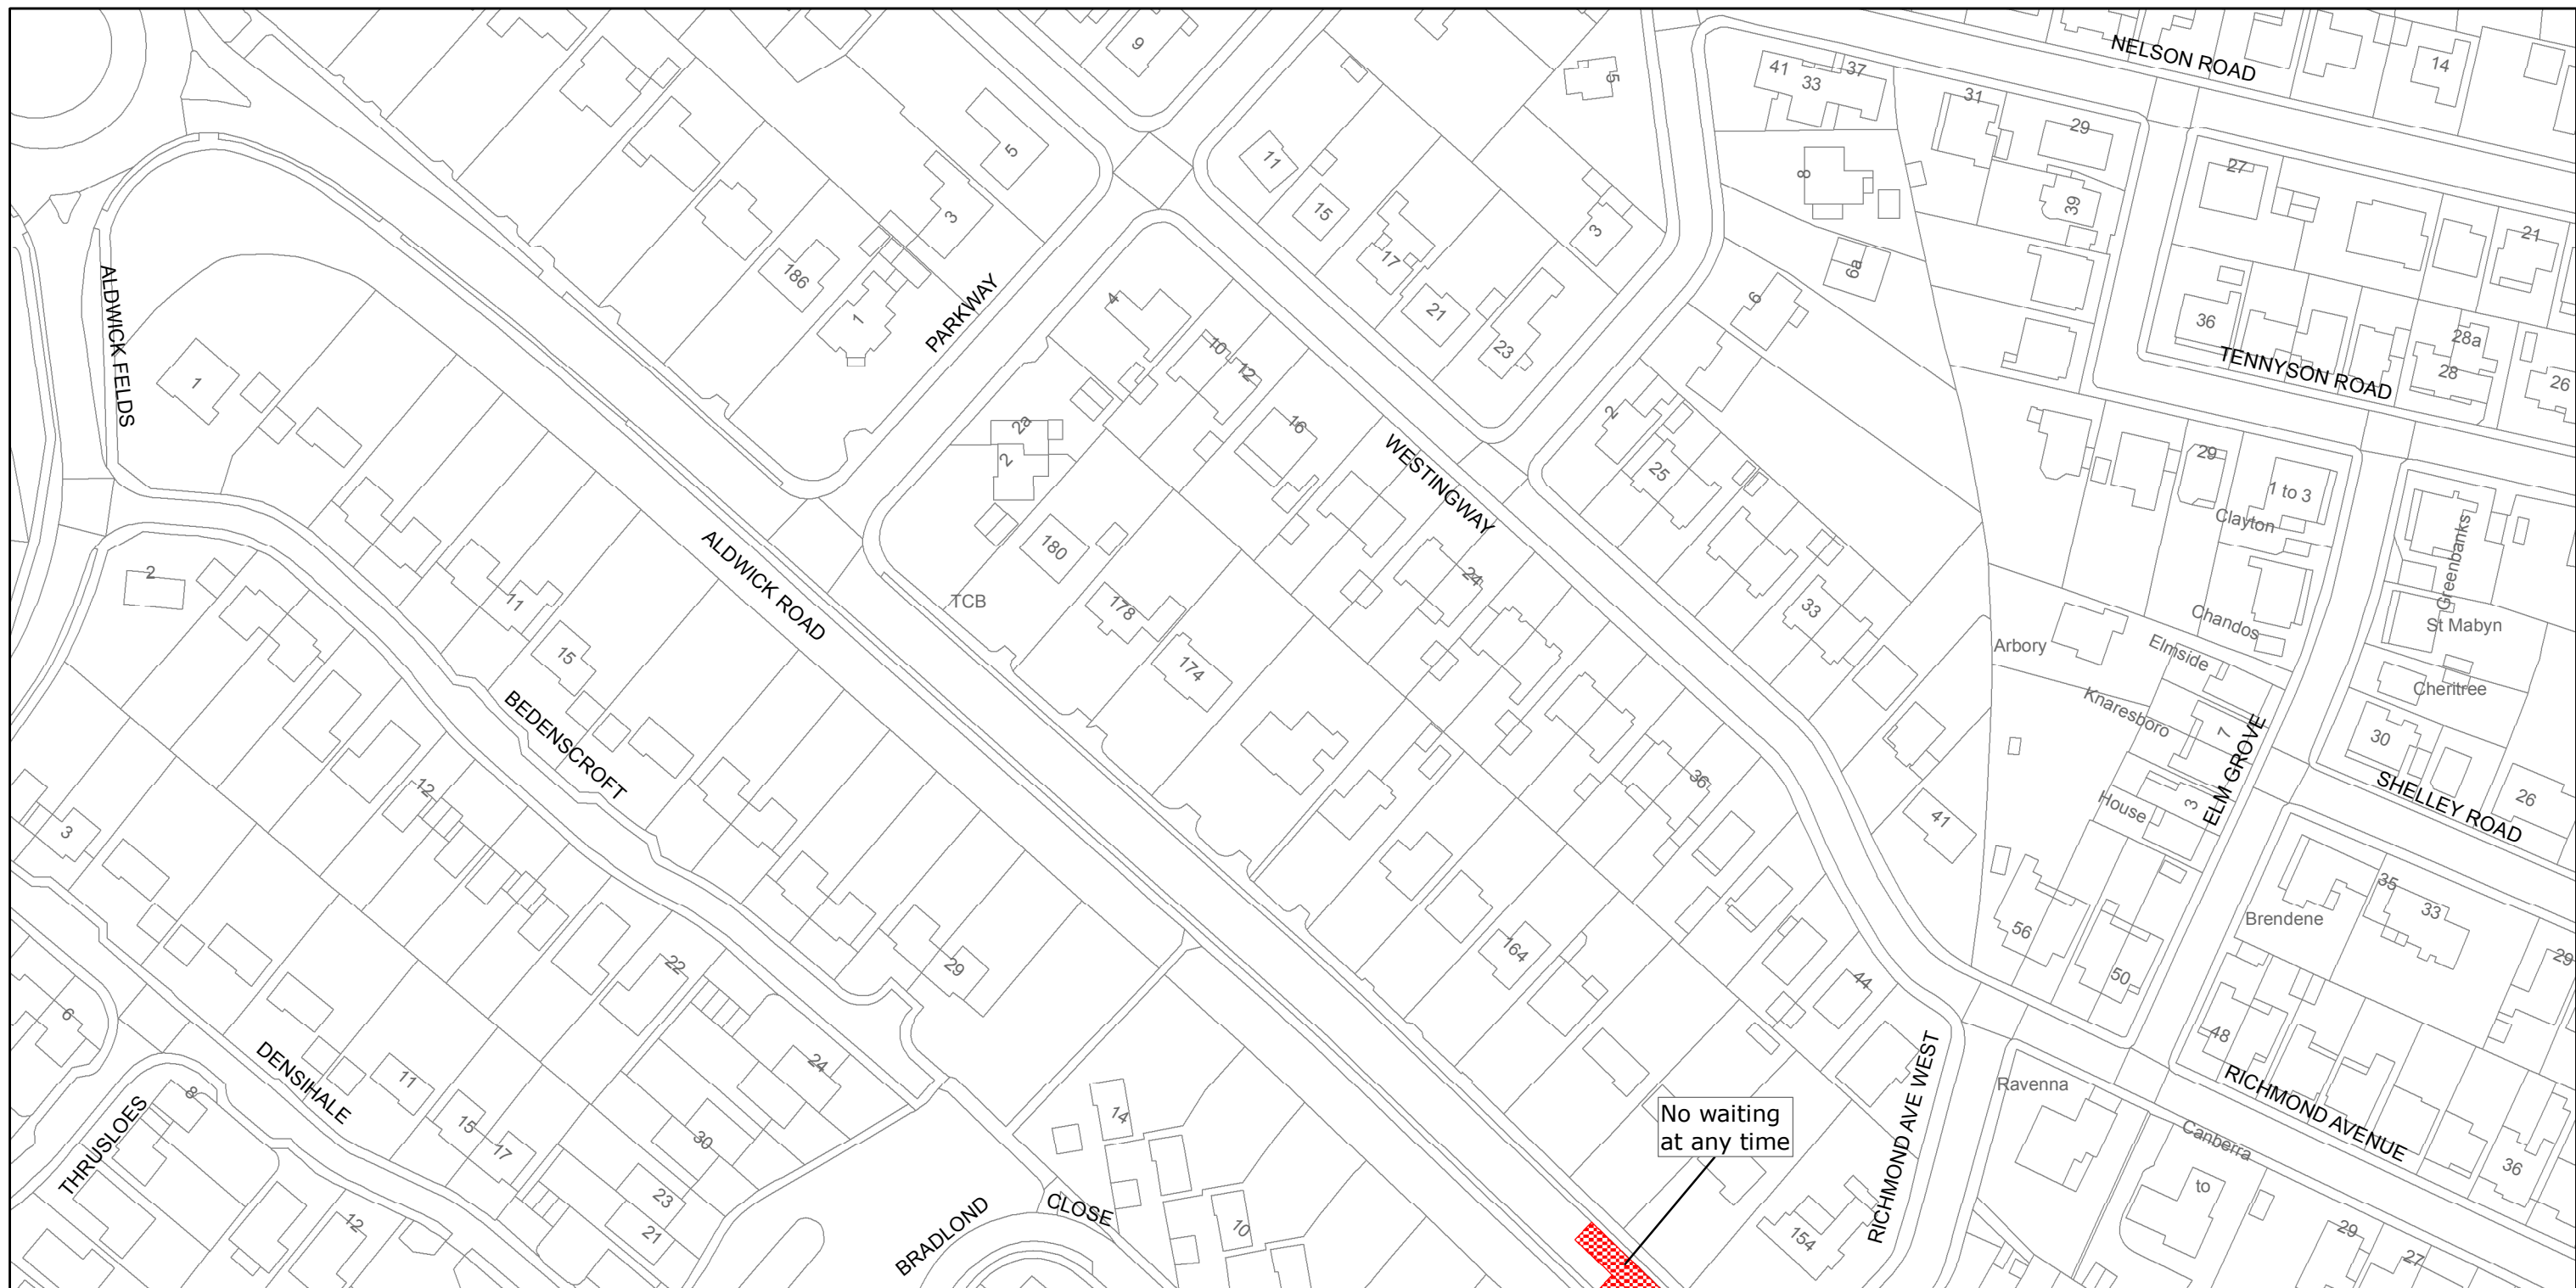 NELSON ROAD
9
5
41
33
37
14
31
29
27
11
5
8
39
21
15
3
3
17
6a
186
1
PARKWAY
4
21
6
36
28a
TENNYSON ROAD
28
26
ALDWICK FELDS
1
10
12
23
2
16
2a
2
WESTINGWAY
25
29
1 to 3
Clayton
Greenbanks
180
ALDWICK ROAD
TCB
178
24
33
2
11
15
174
Arbory
Chandos
Elmside
St Mabyn
Cheritree
Knaresboro
7
30
BEDENSCROFT
12
36
ELM GROVE
SHELLEY ROAD
26
3
House
3
41
35
33
Brendene
56
50
29
164
29
22
44
6
48
24
DENSIHALE
11
8
15
17
THRUSLOES
30
14
No waiting
at any time
RICHMOND AVE WEST
Ravenna
RICHMOND AVENUE
Canberra
36
to
23
21
12
BRADLOND
CLOSE
10
154
29
27